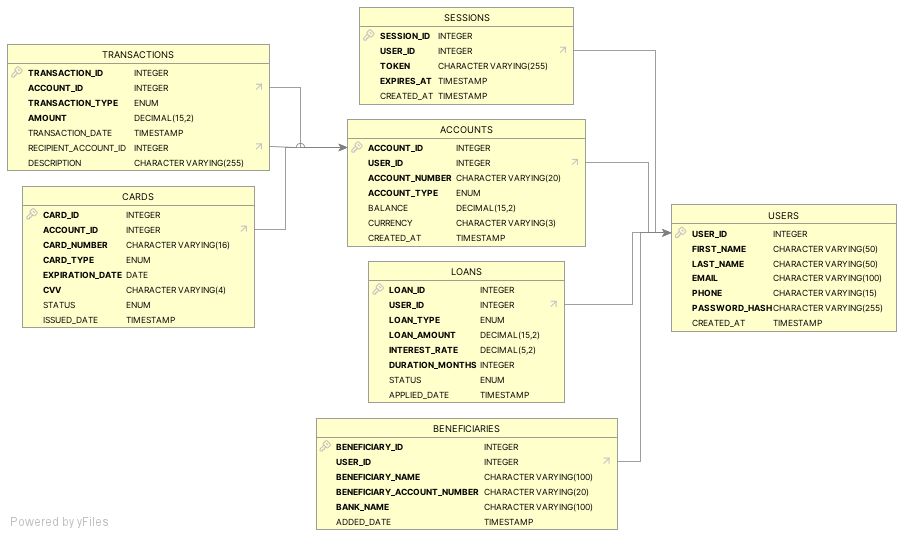 SESSIONS
SESSION_ID INTEGER
USER_ID INTEGER
TOKEN CHARACTER VARYING(255)
EXPIRES_AT TIMESTAMP
CREATED_AT TIMESTAMP
TRANSACTIONS
TRANSACTION_ID INTEGER
ACCOUNT_ID INTEGER
TRANSACTION_TYPE ENUM
AMOUNT DECIMAL(15,2)
TRANSACTION_DATE TIMESTAMP
RECIPIENT_ACCOUNT_ID INTEGER
DESCRIPTION CHARACTER VARYING(255)
ACCOUNTS
ACCOUNT_ID INTEGER
USER_ID INTEGER
ACCOUNT_NUMBER CHARACTER VARYING(20)
ACCOUNT_TYPE ENUM
BALANCE DECIMAL(15,2)
CURRENCY CHARACTER VARYING(3)
CREATED_AT TIMESTAMP
CARDS
CARD_ID INTEGER
ACCOUNT_ID INTEGER
CARD_NUMBER CHARACTER VARYING(16)
CARD_TYPE ENUM
EXPIRATION_DATE DATE
CVV CHARACTER VARYING(4)
STATUS ENUM
ISSUED_DATE TIMESTAMP
USERS
USER_ID INTEGER
FIRST_NAME CHARACTER VARYING(50)
LAST_NAME CHARACTER VARYING(50)
EMAIL CHARACTER VARYING(100)
PHONE CHARACTER VARYING(15)
PASSWORD_HASH CHARACTER VARYING(255)
CREATED_AT TIMESTAMP
LOANS
LOAN_ID INTEGER
USER_ID INTEGER
LOAN_TYPE ENUM
LOAN_AMOUNT DECIMAL(15,2)
INTEREST_RATE DECIMAL(5,2)
DURATION_MONTHS INTEGER
STATUS ENUM
APPLIED_DATE TIMESTAMP
BENEFICIARIES
BENEFICIARY_ID INTEGER
USER_ID INTEGER
BENEFICIARY_NAME CHARACTER VARYING(100)
BENEFICIARY_ACCOUNT_NUMBER CHARACTER VARYING(20)
BANK_NAME CHARACTER VARYING(100)
ADDED_DATE TIMESTAMP
Powered by yFiles